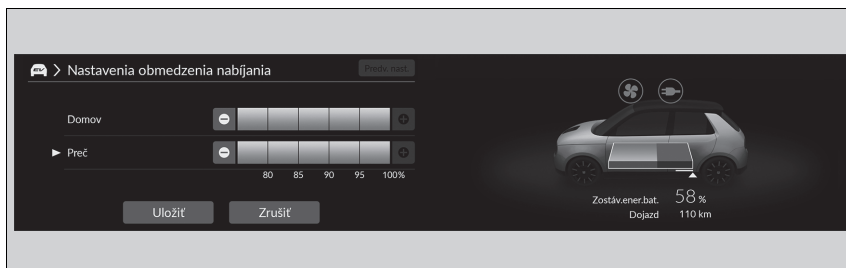 EV > Nastavenia obmedzenia nabíjania
Predv. nast.
Domov
Preč
80 85 90 95 100%
Uložiť Zrušiť
Zostáv.ener.bat. 58 %
Dojazd 110 km